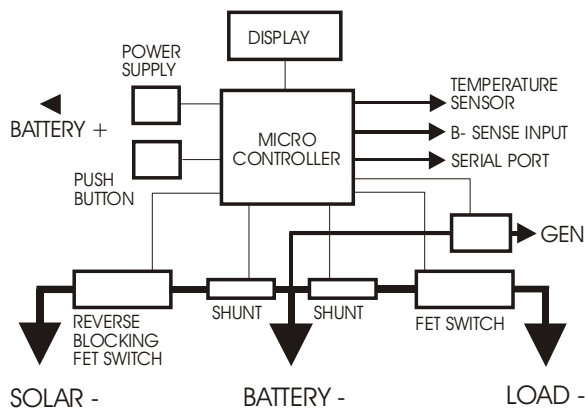 DISPLAY
POWER
SUPPLY
TEMPERATURE
SENSOR
BATTERY +
MICRO
CONTROLLER
B- SENSE INPUT
SERIAL PORT
PUSH
BUTTON
GEN
REVERSE
BLOCKING
FET SWITCH
SHUNT
SHUNT
FET SWITCH
SOLAR -
BATTERY -
LOAD -